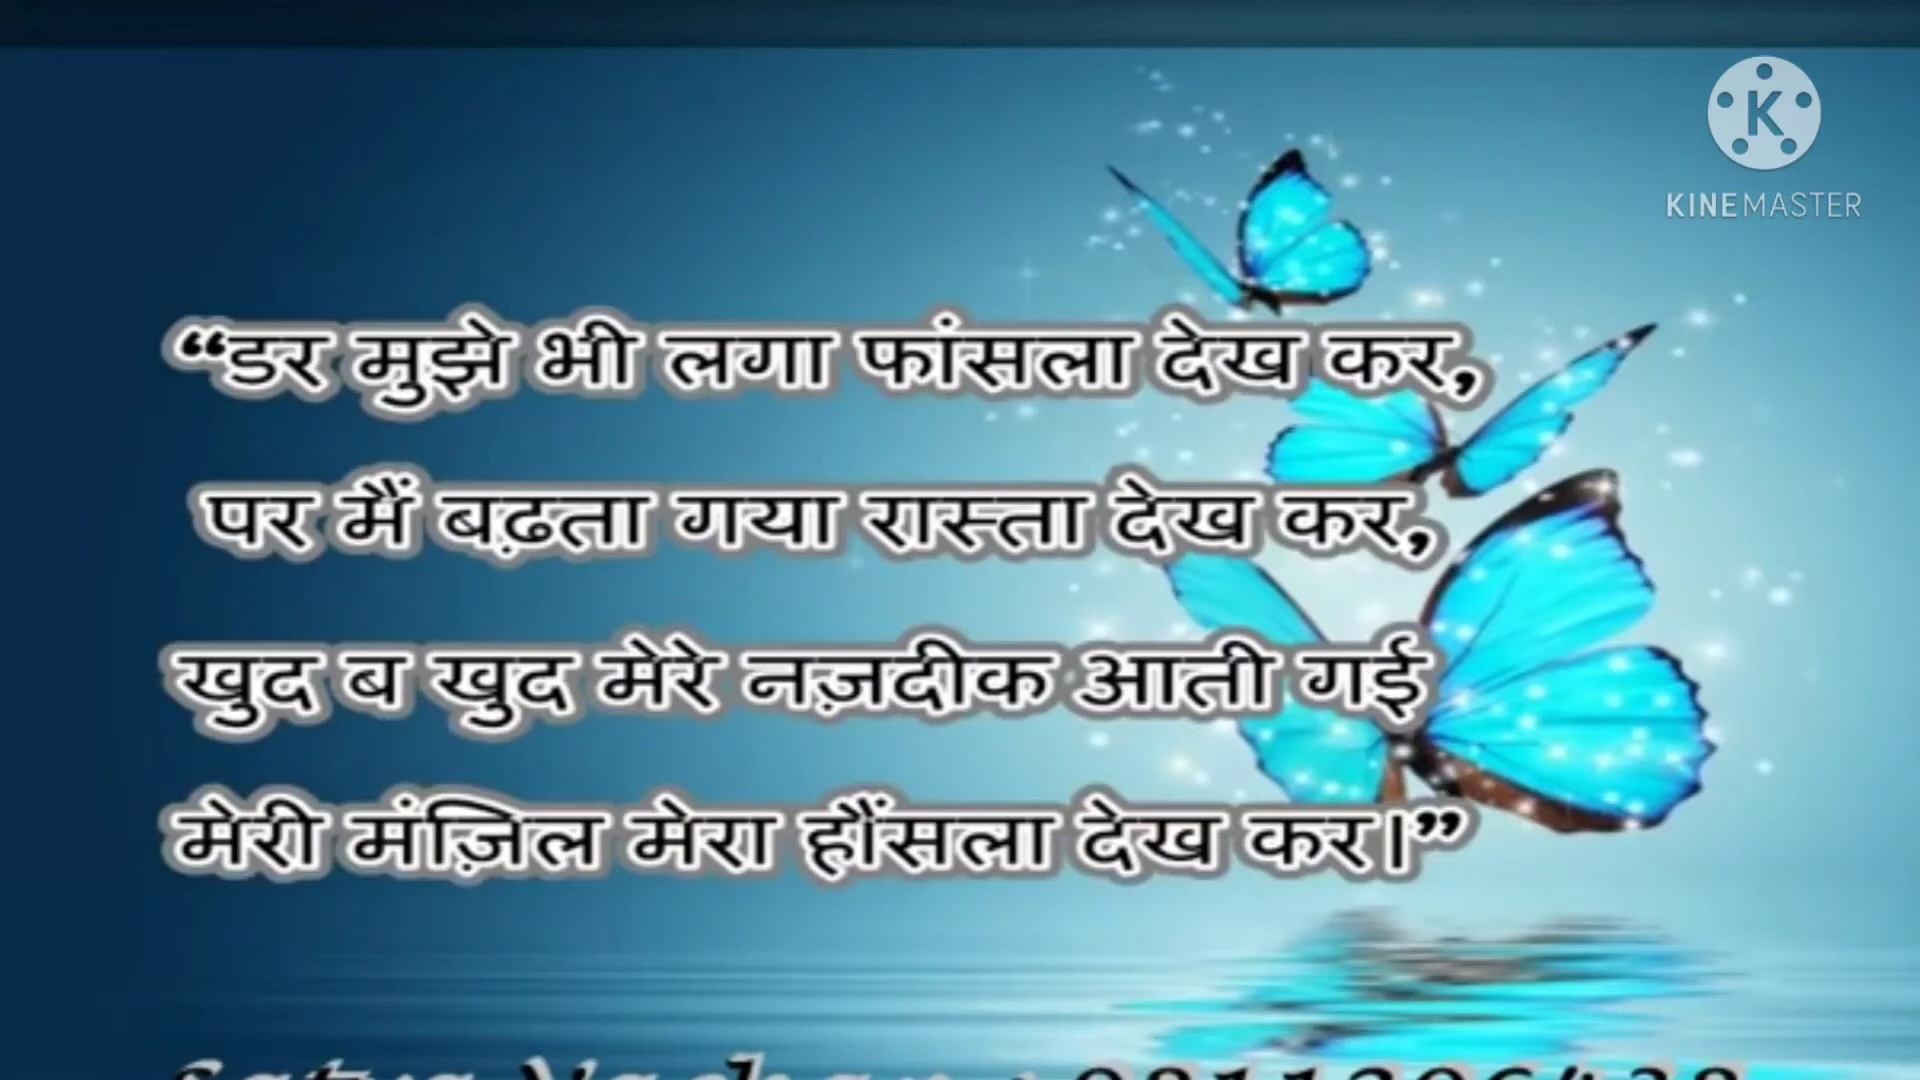 KINEMASTER
“डर मुझे भी लगा फांसला देख कर,
पर मैं बढ़ता गया रास्ता देख कर,
खुद ब खुद मेरे नज़दीक आती गई
मेरी मंज़िल मेरा हौंसला देख कर।”